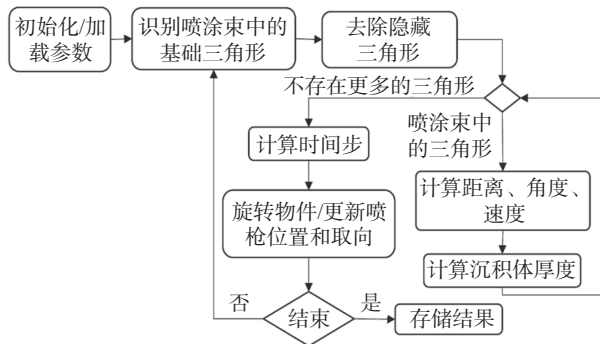 初始化/加
载参数
识别喷涂束中的
基础三角形
去除隐藏
三角形
不存在更多的三角形
喷涂束中
的三角形
计算时间步
计算距离、角度、
速度
旋转物件/更新喷
枪位置和取向
计算沉积体厚度
否
结束
是
存储结果